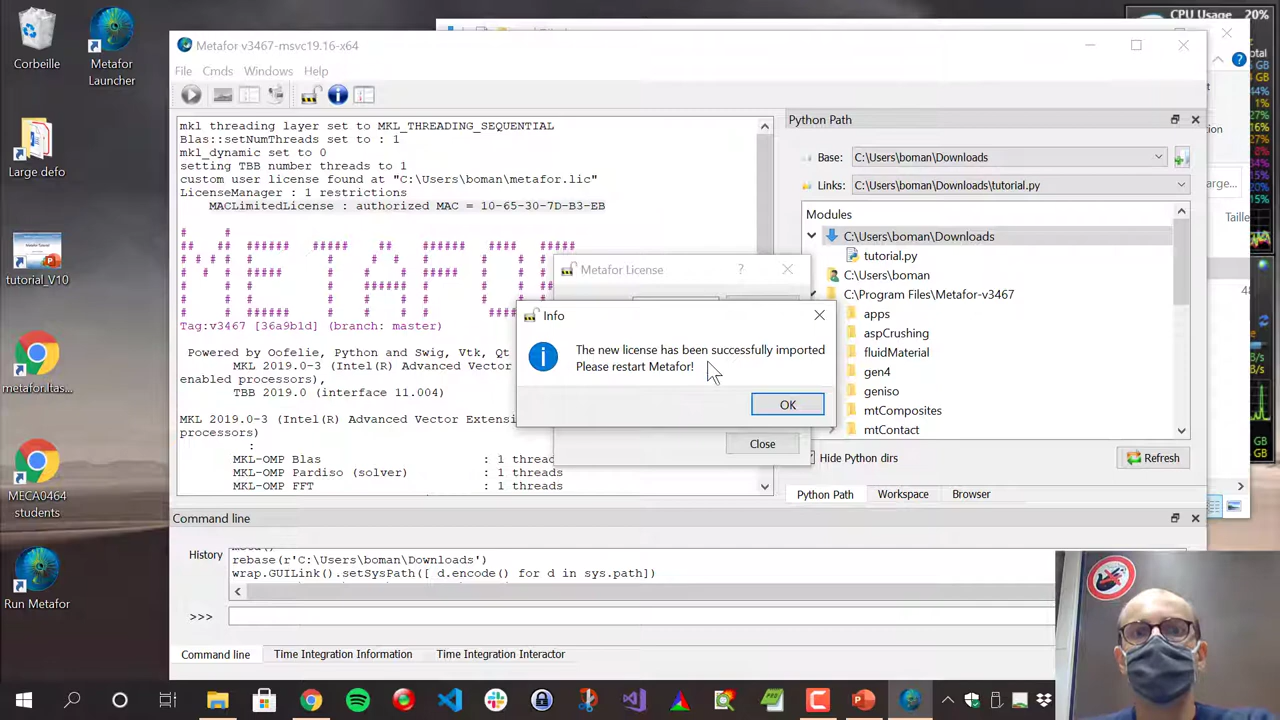 Corbeille
Metafor
Launcher
Large defo
tutorial_V10
metafor.ltas...
MECA0464
students
Run Metafor
Metafor v3467-msvc19.16-x64
File Cmds Windows Help
mkl threading layer set to MKL_THREADING_SEQUENTIAL
Blas::setNumThreads set to : 1
mkl_dynamic set to 0
setting TBB number threads to 1
custom user license found at "C:\Users\boman\metafor.lic"
LicenseManager : 1 restrictions
MACLimitedLicense : authorized MAC = 10-65-30-7D-B3-EB
Tag:v3467 [36a9b1d] (branch: master)
Powered by Oofelie, Python and Swig, Vtk, Qt
MKL 2019.0-3 (Intel(R) Advanced Vector
enabled processors),
TBB 2019.0 (interface 11.004)
MKL 2019.0-3 (Intel(R) Advanced Vector Extensi
processors)
:
MKL-OMP Blas : 1 threads
MKL-OMP Pardiso (solver) : 1 threads
MKL-OMP FFT : 1 threads
Metafor License
?
Info
The new license has been successfully imported
Please restart Metafor!
OK
Close
Python Path
Base: C:\Users\boman\Downloads
Links: C:\Users\boman\Downloads\tutorial.py
Modules
C:\Users\boman\Downloads
tutorial.py
C:\Users\boman
C:\Program Files\Metafor-v3467
apps
aspCrushing
fluidMaterial
gen4
geniso
mtComposites
mtContact
Hide Python dirs
Refresh
Python Path Workspace Browser
Command line
History
rebase(r'C:\Users\boman\Downloads')
wrap.GUILink().setSysPath([ d.encode() for d in sys.path])
>>>
Command line Time Integration Information Time Integration Interactor
CPU Usage 20%
otal
GB
GB
44%
Large...
Taille
GB
GB